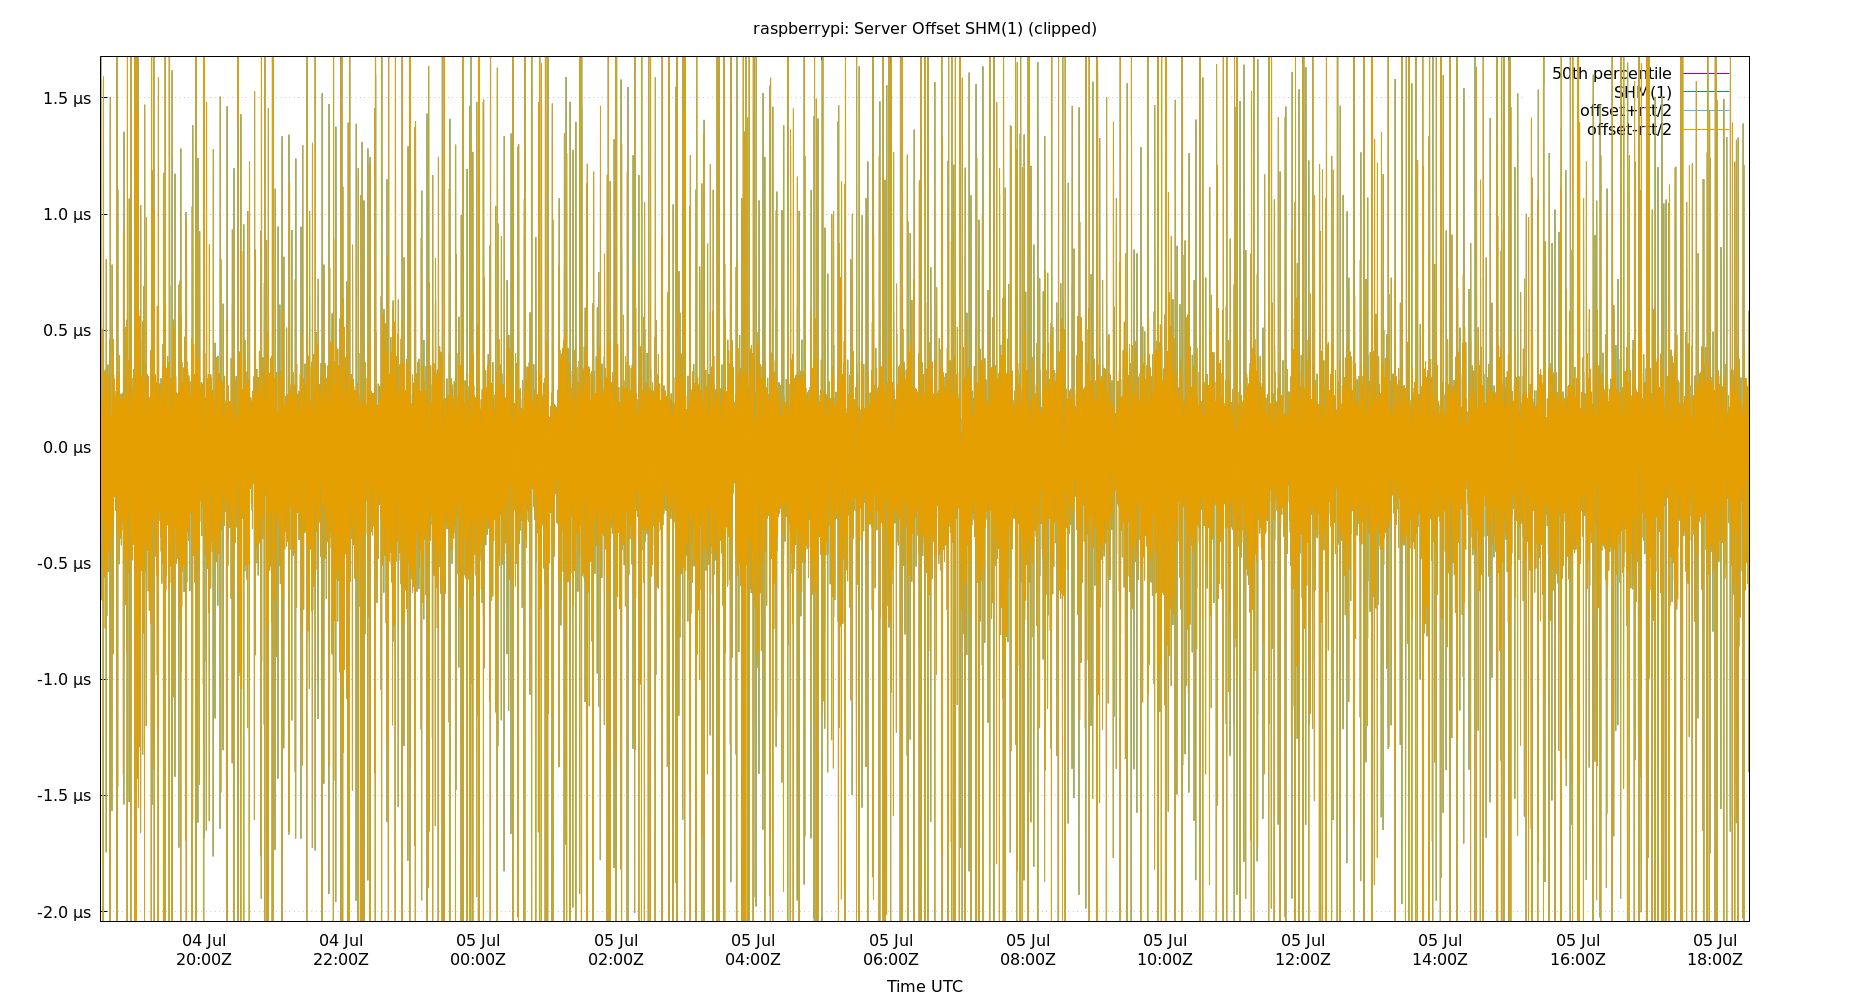 raspberrypi: Server Offset SHM(1) (clipped)
50th percentile
SHM(1)
offset+rtt/2
offset-rtt/2
1.5 µs
1.0 µs
0.5 µs
0.0 µs
-0.5 µs
-1.0 µs
-1.5 µs
-2.0 µs
04 Jul 04 Jul 05 Jul 05 Jul 05 Jul 05 Jul 05 Jul 05 Jul 05 Jul 05 Jul 05 Jul 05 Jul
20:00Z 22:00Z 00:00Z 02:00Z 04:00Z 06:00Z 08:00Z 10:00Z 12:00Z 14:00Z 16:00Z 18:00Z
Time UTC